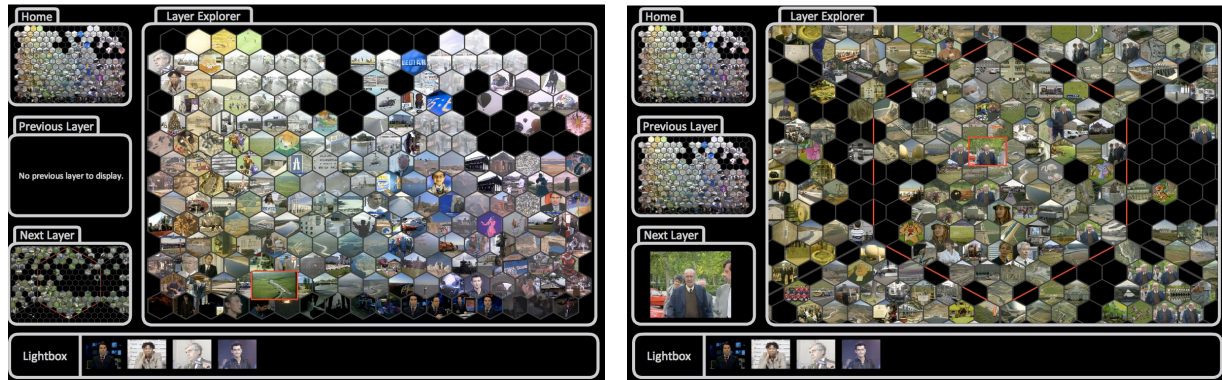 Home
Layer Explorer
Previous Layer
No previous layer to display.
Next Layer
Lightbox
Home
Layer Explorer
Previous Layer
Next Layer
Lightbox